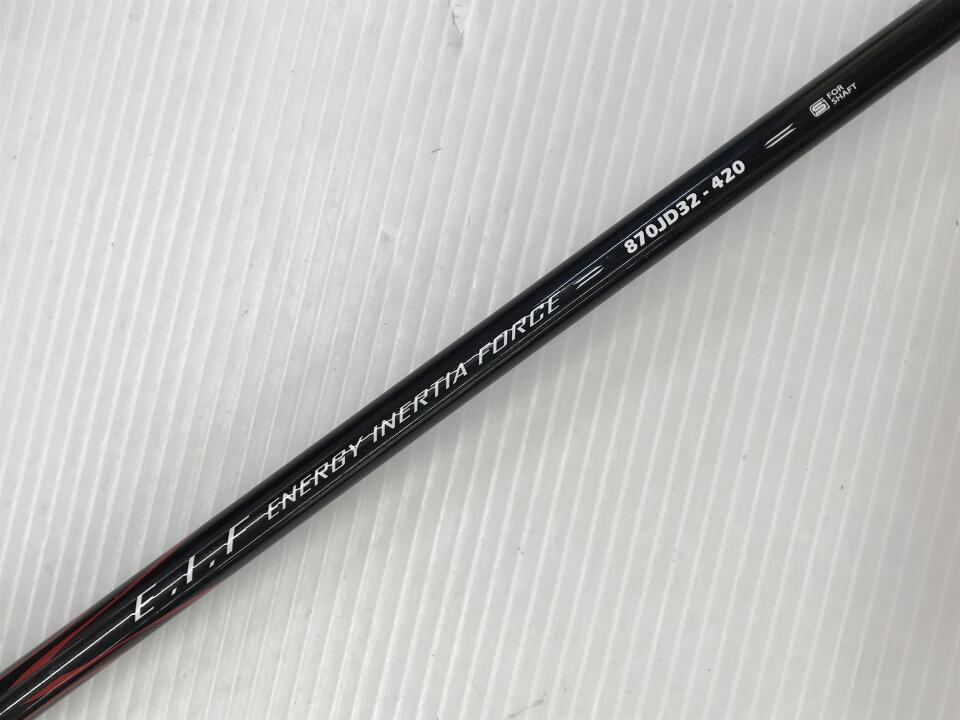 E.I.F ENERGY INERTIA FORCE
870JD32 - 420
S FOR
SHAFT